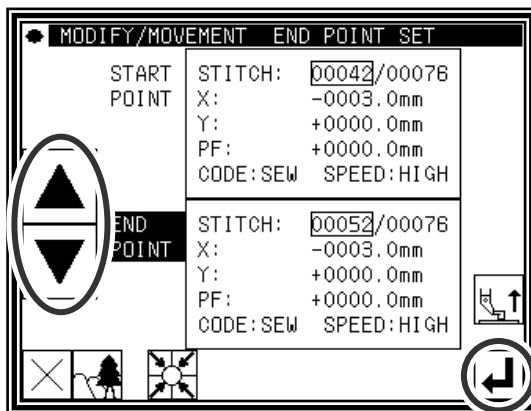 MODIFY/MOVEMENT END POINT SET
START POINT
STITCH: 00042/00076
X: -0003.0mm
Y: +0000.0mm
PF: +0000.0mm
CODE:SEW SPEED:HIGH
END POINT
STITCH: 00052/00076
X: -0003.0mm
Y: +0000.0mm
PF: +0000.0mm
CODE:SEW SPEED:HIGH